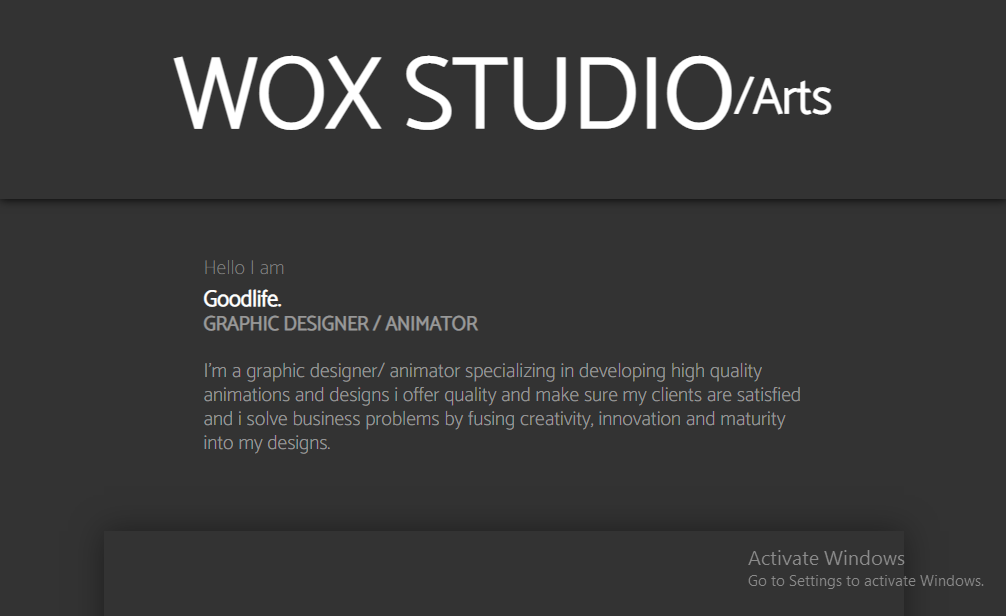 WOX STUDIO/Arts
Hello I am
Goodlife.
GRAPHIC DESIGNER / ANIMATOR
I'm a graphic designer/ animator specializing in developing high quality
animations and designs i offer quality and make sure my clients are satisfied
and i solve business problems by fusing creativity, innovation and maturity
into my designs.
Activate Windows
Go to Settings to activate Windows.